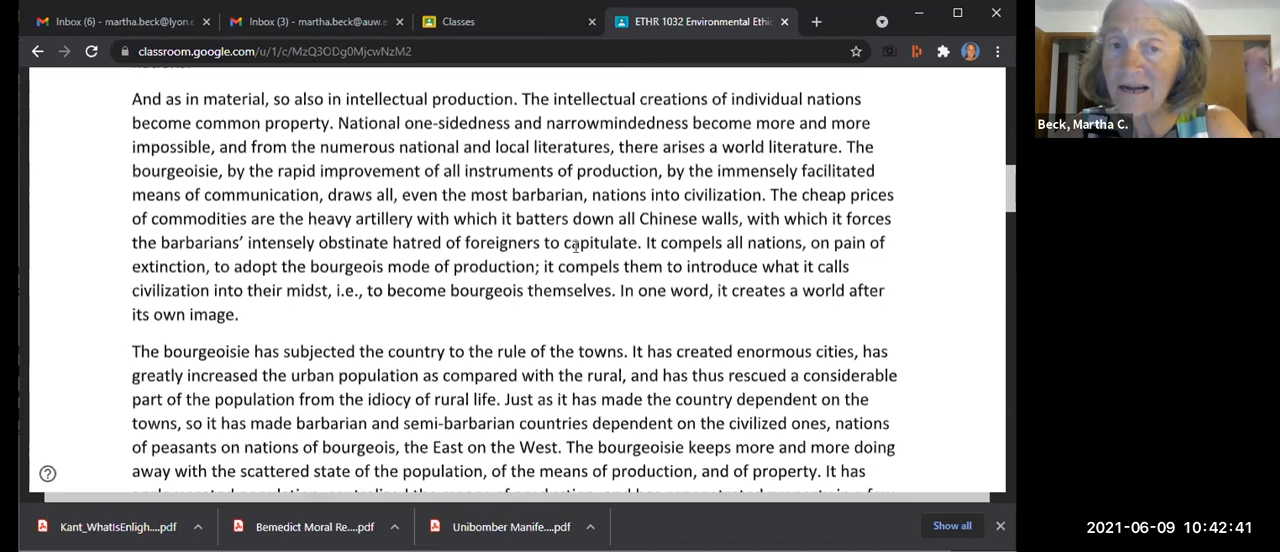 Inbox (6) - martha.beck@lyon.c
Inbox (3) - martha.beck@auw.e
Classes
ETHR 1032 Environmental Ethi
classroom.google.com/u/1/c/MzQ3ODg0MjcwNzM2
And as in material, so also in intellectual production. The intellectual creations of individual nations
become common property. National one-sidedness and narrowmindedness become more and more
impossible, and from the numerous national and local literatures, there arises a world literature. The
bourgeoisie, by the rapid improvement of all instruments of production, by the immensely facilitated
means of communication, draws all, even the most barbarian, nations into civilization. The cheap prices
of commodities are the heavy artillery with which it batters down all Chinese walls, with which it forces
the barbarians' intensely obstinate hatred of foreigners to capitulate. It compels all nations, on pain of
extinction, to adopt the bourgeois mode of production; it compels them to introduce what it calls
civilization into their midst, i.e., to become bourgeois themselves. In one word, it creates a world after
its own image.
The bourgeoisie has subjected the country to the rule of the towns. It has created enormous cities, has
greatly increased the urban population as compared with the rural, and has thus rescued a considerable
part of the population from the idiocy of rural life. Just as it has made the country dependent on the
towns, so it has made barbarian and semi-barbarian countries dependent on the civilized ones, nations
of peasants on nations of bourgeois, the East on the West. The bourgeoisie keeps more and more doing
away with the scattered state of the population, of the means of production, and of property. It has
Kant_WhatIsEnligh....pdf
Bemedict Moral Re....pdf
Unibomber Manife....pdf
Show all
Beck, Martha C.
2021-06-09 10:42:41